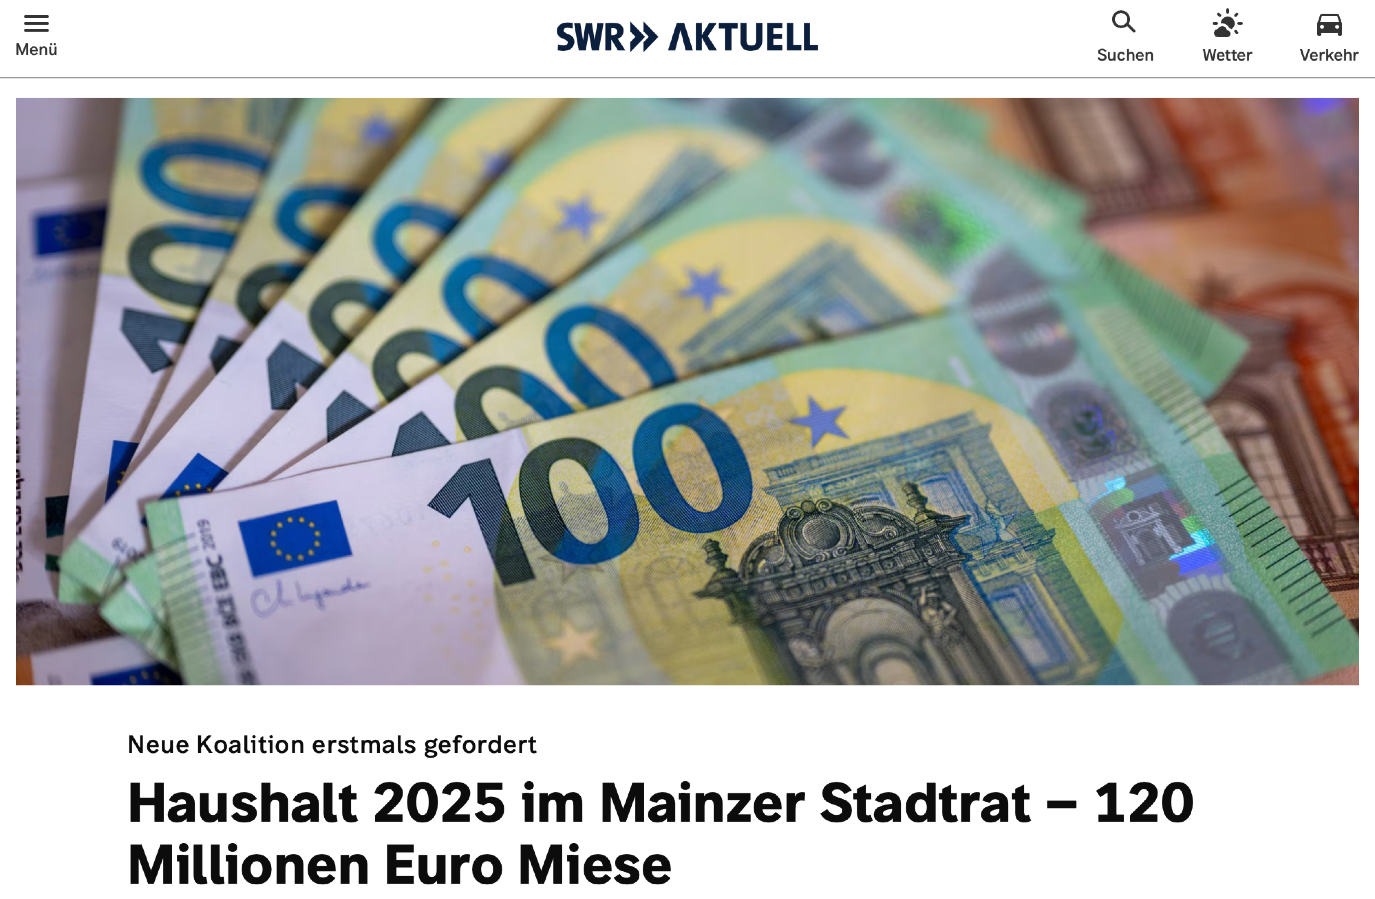 Menü
SWR AKTUELL
Suchen
Wetter
Verkehr
100
100
Neue Koalition erstmals gefordert
Haushalt 2025 im Mainzer Stadtrat – 120
Millionen Euro Miese